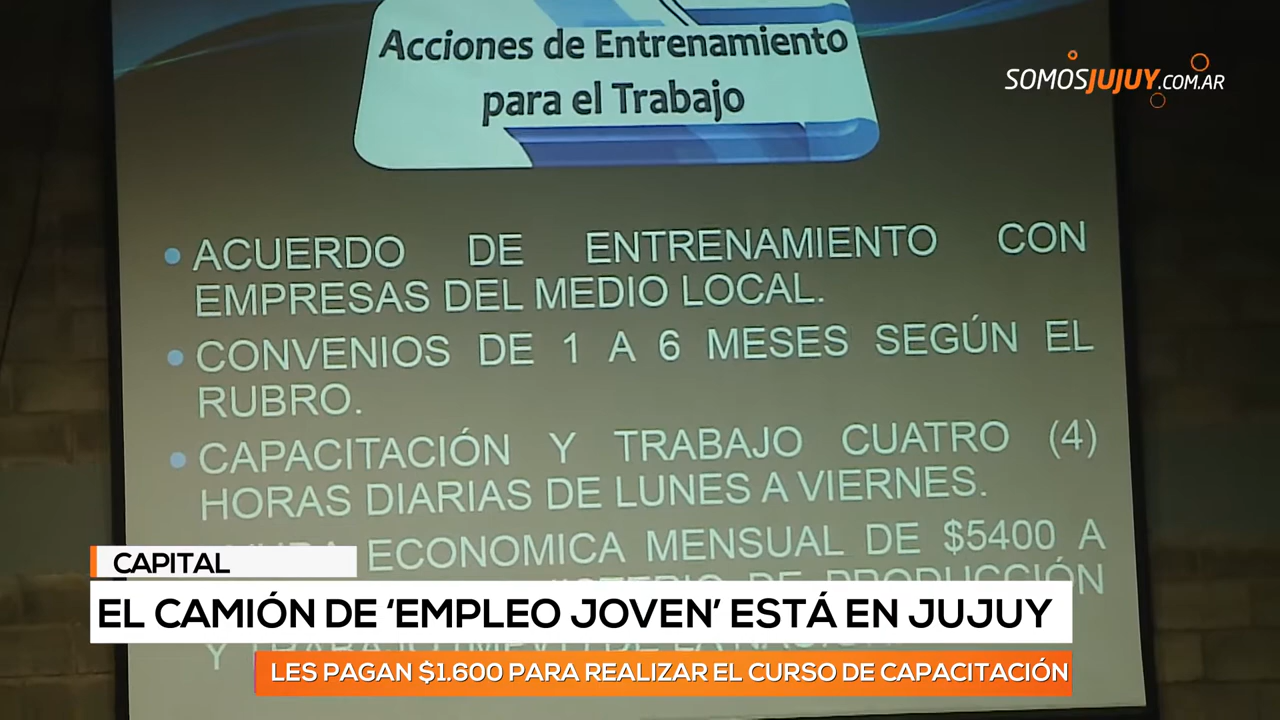 Acciones de Entrenamiento
para el Trabajo
SOMOSJUJUY.COM.AR
ACUERDO DE ENTRENAMIENTO CON
EMPRESAS DEL MEDIO LOCAL.
CONVENIOS DE 1 A 6 MESES SEGÚN EL
RUBRO.
CAPACITACIÓN Y TRABAJO CUATRO (4)
HORAS DIARIAS DE LUNES A VIERNES.
ECONOMICA MENSUAL DE $5400 A
DE PRODUCCIÓN
CAPITAL
EL CAMIÓN DE ‘EMPLEO JOVEN’ ESTÁ EN JUJUY
LES PAGAN $1.600 PARA REALIZAR EL CURSO DE CAPACITACIÓN